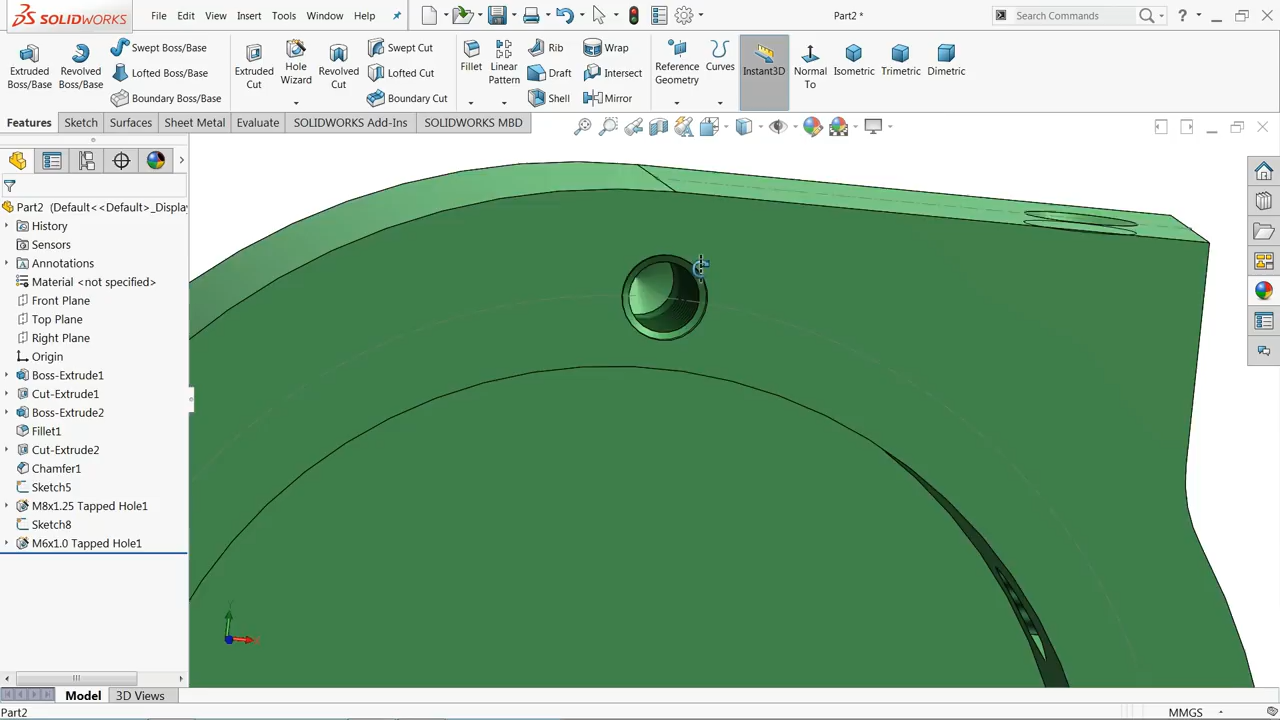 SOLIDWORKS File Edit View Insert Tools Window Help Part2 * Search Commands ?
Extruded Boss/Base
Revolved Boss/Base
Swept Boss/Base
Lofted Boss/Base
Boundary Boss/Base
Extruded Cut
Hole Wizard
Revolved Cut
Swept Cut
Lofted Cut
Boundary Cut
Fillet
Linear Pattern
Rib
Draft
Shell
Wrap
Intersect
Mirror
Reference Geometry
Curves
Instant3D
Normal To
Isometric
Trimetric
Dimetric
Features Sketch Surfaces Sheet Metal Evaluate SOLIDWORKS Add-Ins SOLIDWORKS MBD
Part2 (Default<<Default>_Displa
History
Sensors
Annotations
Material <not specified>
Front Plane
Top Plane
Right Plane
Origin
Boss-Extrude1
Cut-Extrude1
Boss-Extrude2
Fillet1
Cut-Extrude2
Chamfer1
Sketch5
M8x1.25 Tapped Hole1
Sketch8
M6x1.0 Tapped Hole1
Model 3D Views
Part2 MMGS